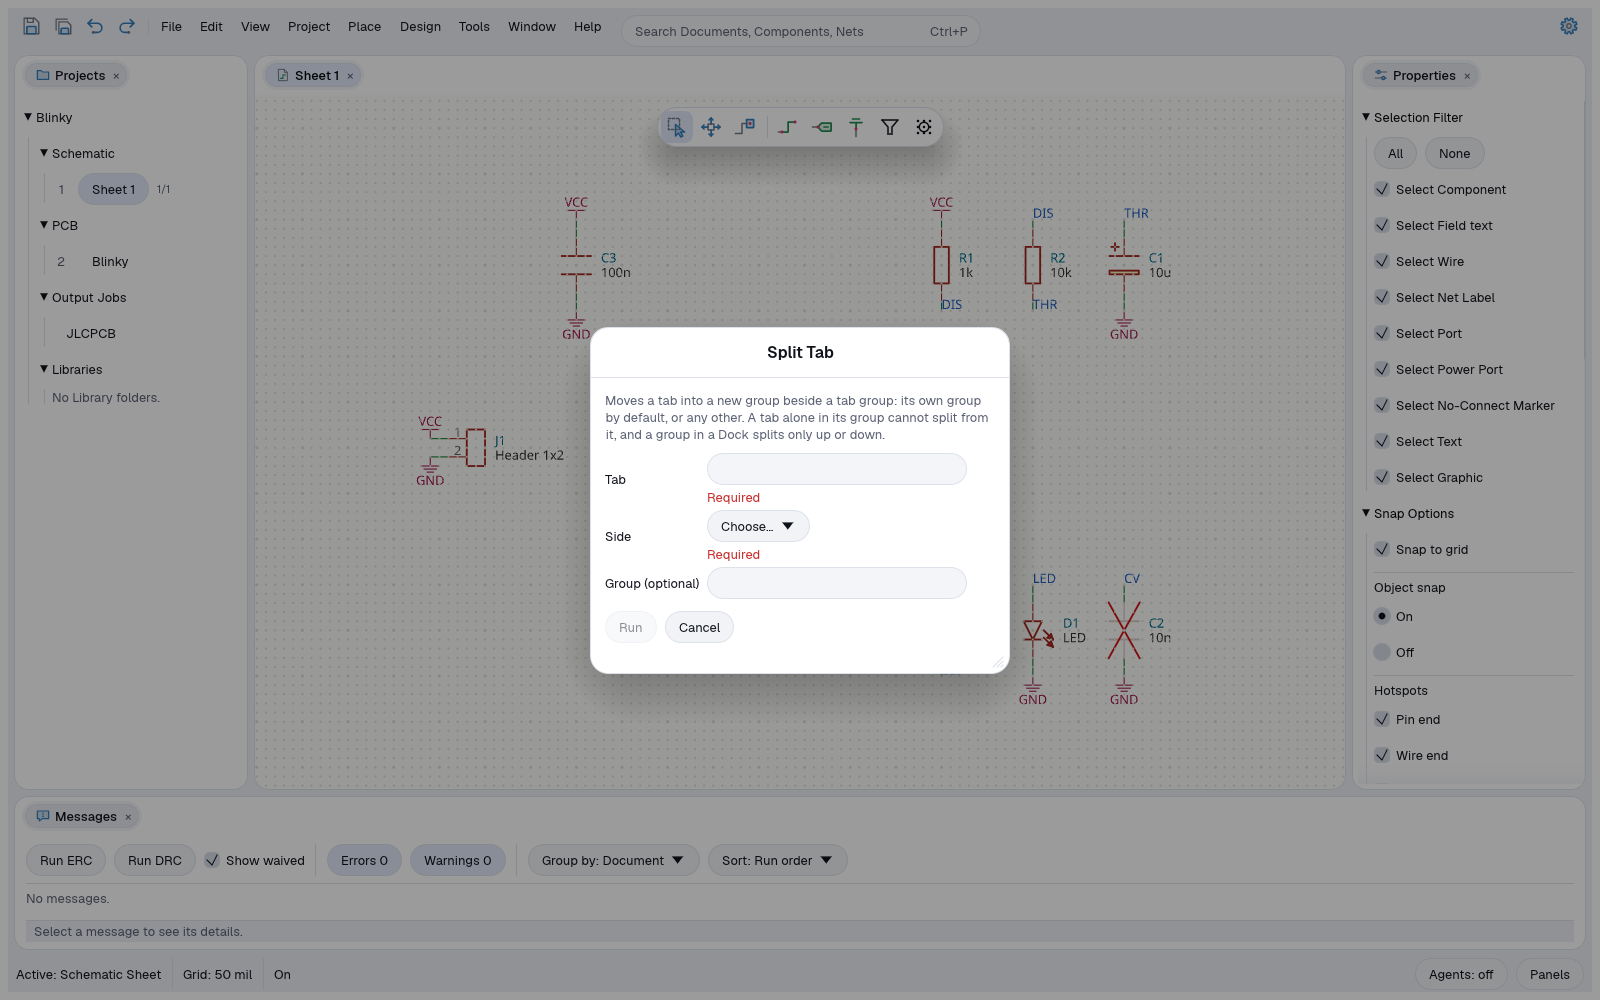 File Edit View Project Place Design Tools Window Help Search Documents, Components, Nets Ctrl+P
Projects ×
Sheet 1 ×
Properties ×
Blinky
Schematic
1 Sheet 1 1/1
PCB
2 Blinky
Output Jobs
JLCPCB
Libraries
No Library folders.
VCC
C3
100n
GND
VCC
R1
1k
DIS
DIS
R2
10k
THR
THR
C1
10u
GND
VCC
1
2
J1
Header 1x2
GND
LED
D1
LED
GND
CV
C2
10n
GND
Split Tab
Moves a tab into a new group beside a tab group: its own group
by default, or any other. A tab alone in its group cannot split from
it, and a group in a Dock splits only up or down.
Tab
Required
Side Choose...
Required
Group (optional)
Run Cancel
Selection Filter
All None
Select Component
Select Field text
Select Wire
Select Net Label
Select Port
Select Power Port
Select No-Connect Marker
Select Text
Select Graphic
Snap Options
Snap to grid
Object snap
On
Off
Hotspots
Pin end
Wire end
Messages ×
Run ERC Run DRC Show waived Errors 0 Warnings 0 Group by: Document Sort: Run order
No messages.
Select a message to see its details.
Active: Schematic Sheet Grid: 50 mil On Agents: off Panels